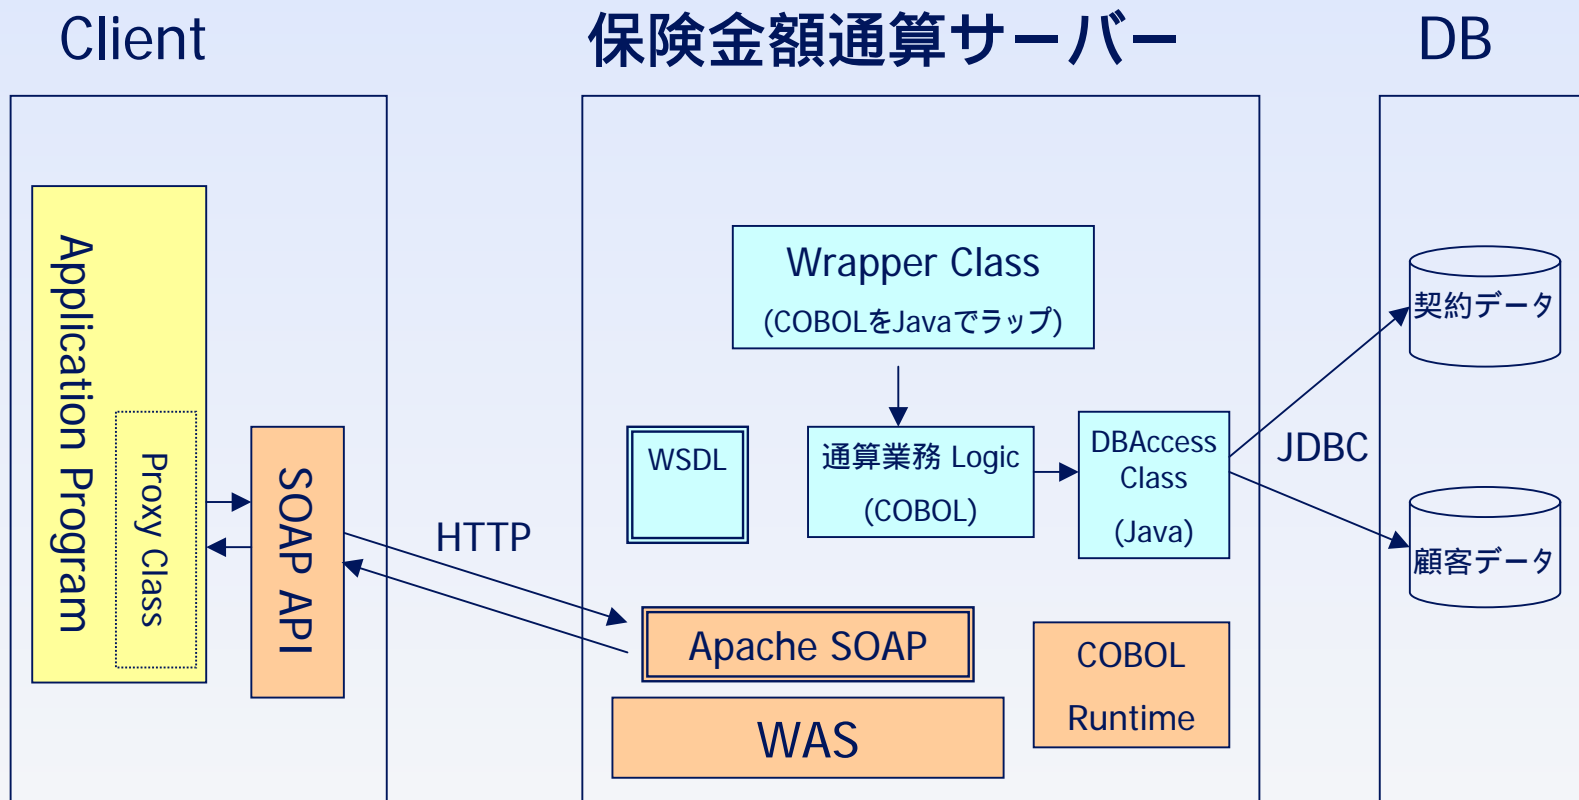 Client
保険金額通算サーバー
DB
Application Program
Proxy Class
SOAP API
HTTP
Wrapper Class
(COBOLをJavaでラップ)
WSDL
通算業務 Logic
(COBOL)
DBAccess
Class
(Java)
JDBC
契約データ
顧客データ
Apache SOAP
WAS
COBOL
Runtime